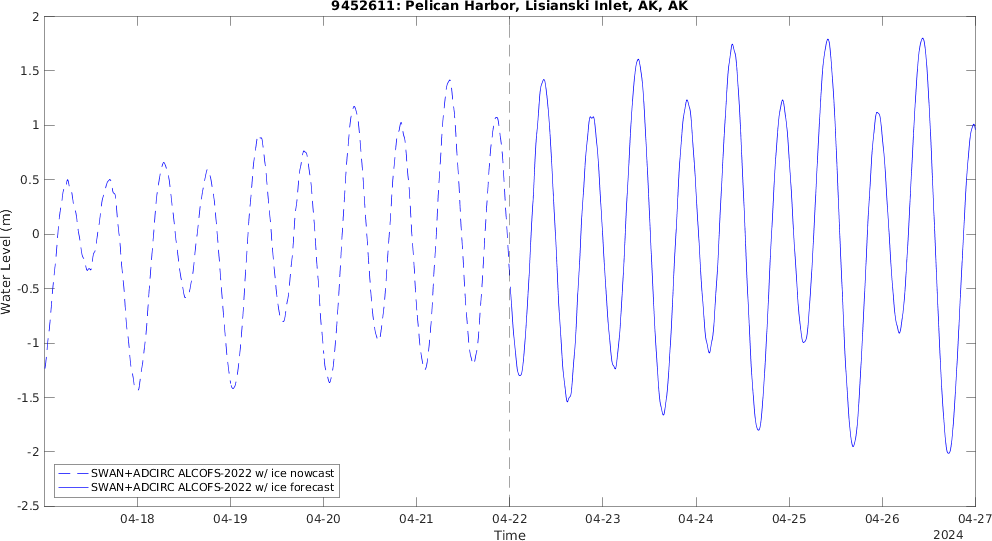 9452611: Pelican Harbor, Lisianski Inlet, AK, AK
2
1.5
1
0.5
0
-0.5
-1
-1.5
-2
-2.5
Water Level (m)
SWAN+ADCIRC ALCOFS-2022 w/ ice nowcast
SWAN+ADCIRC ALCOFS-2022 w/ ice forecast
04-18 04-19 04-20 04-21 04-22 04-23 04-24 04-25 04-26 04-27
Time
2024